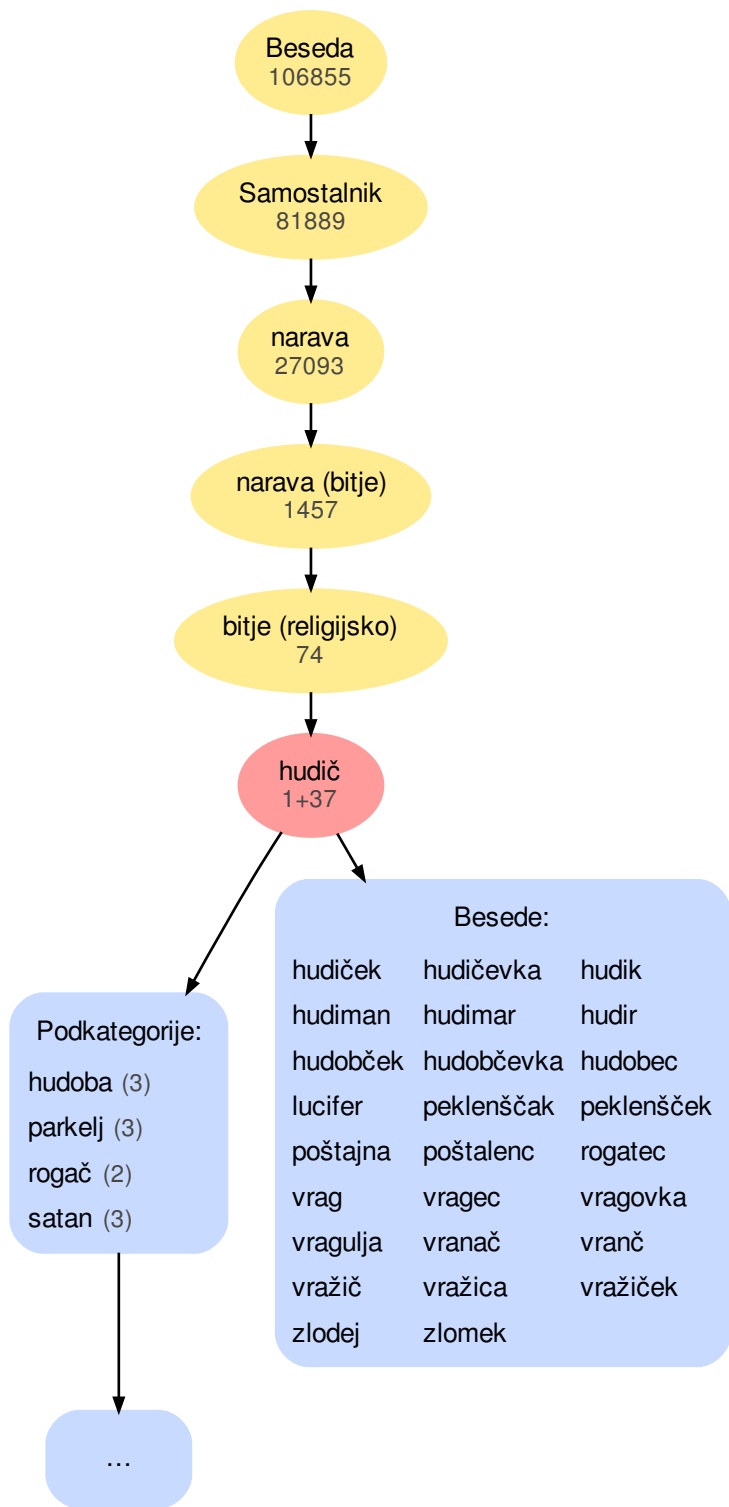 Beseda
106855
Samostalnik
81889
narava
27093
narava (bitje)
1457
bitje (religijsko)
74
hudič
1+37
Besede:
hudiček hudičevka hudik
hudiman hudimar hudir
hudobček hudobčevka hudobec
lucifer peklenščak peklenšček
poštajna poštalenc rogatec
vrag vragec vragovka
vragulja vranač vranč
vražič vražica vražiček
zlodej zlomek
Podkategorije:
hudoba (3)
parkelj (3)
rogač (2)
satan (3)
...